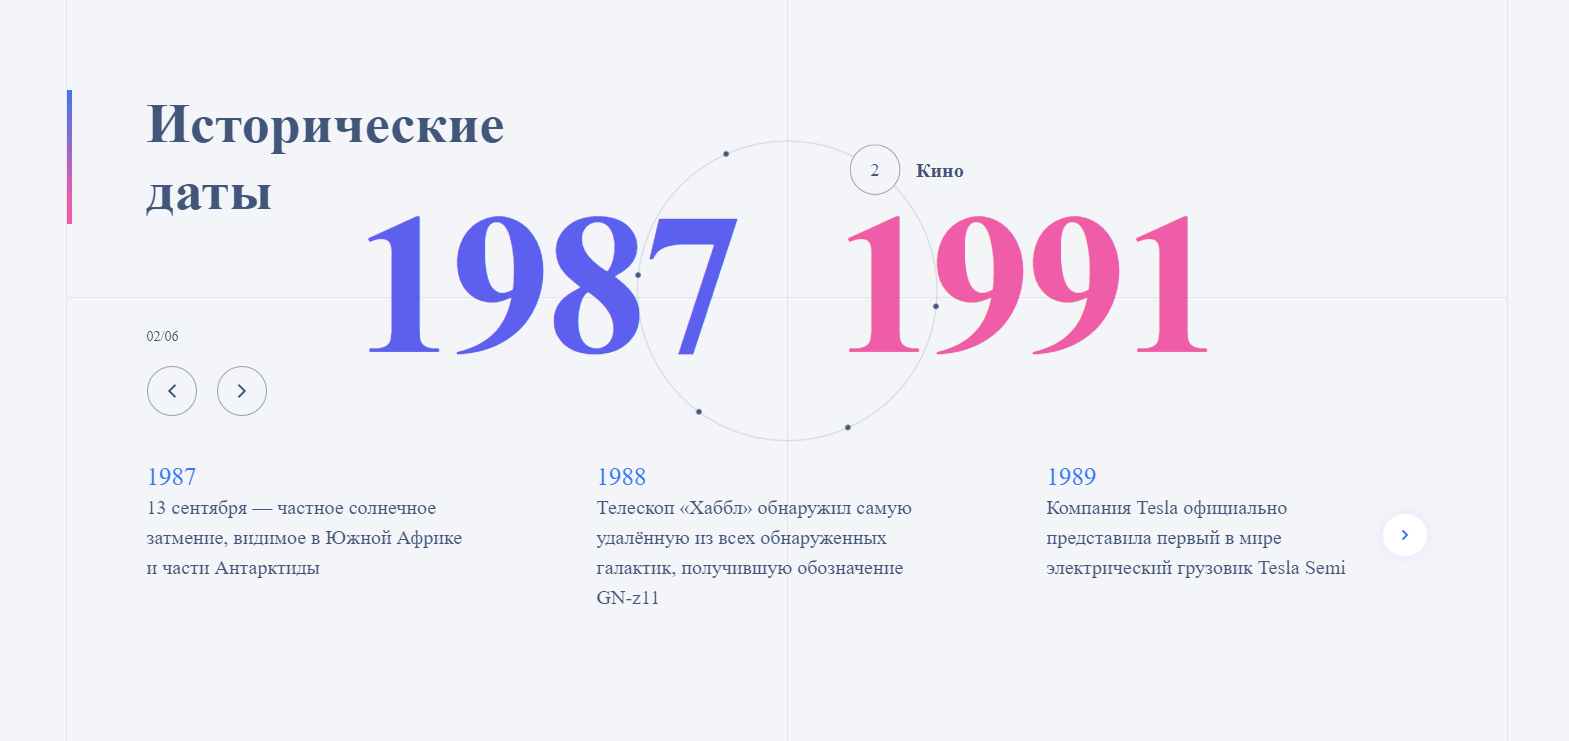 Исторические
даты
2
Кино
1987
1991
02/06
1987
13 сентября — частное солнечное
затмение, видимое в Южной Африке
и части Антарктиды
1988
Телескоп «Хаббл» обнаружил самую
удалённую из всех обнаруженных
галактик, получившую обозначение
GN-z11
1989
Компания Tesla официально
представила первый в мире
электрический грузовик Tesla Semi